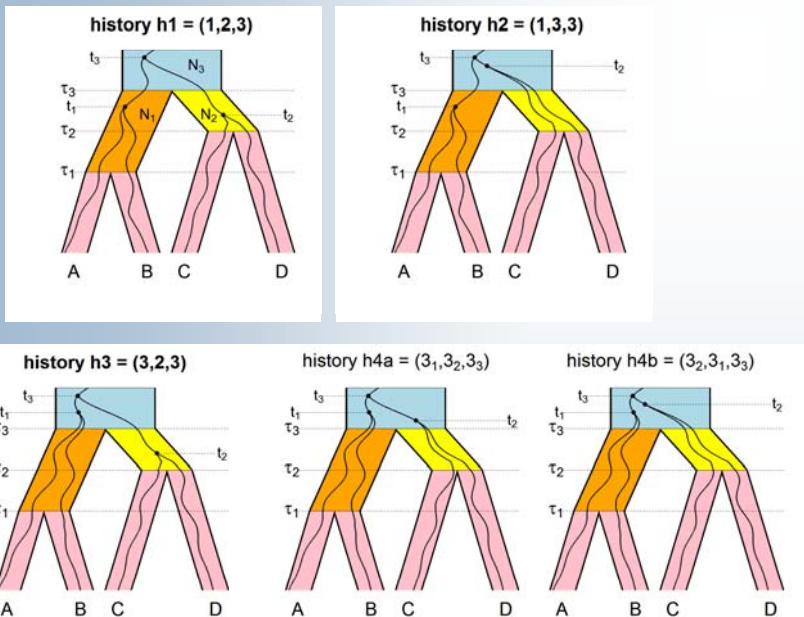 history h1 = (1,2,3)
t₃
N₃
τ₃
t₁
N₁
N₂
t₂
τ₂
τ₁
A B C D
history h2 = (1,3,3)
t₃
t₂
τ₃
t₁
τ₂
τ₁
A B C D
history h3 = (3,2,3)
t₃
t₁
τ₃
t₂
τ₂
τ₁
A B C D
history h4a = (3₁,3₂,3₃)
t₃
t₁
t₂
τ₃
τ₂
τ₁
A B C D
history h4b = (3₂,3₁,3₃)
t₃
t₂
t₁
τ₃
τ₂
τ₁
A B C D